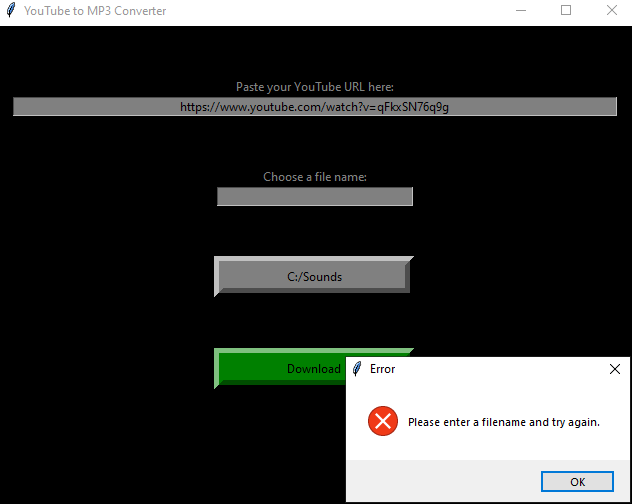 YouTube to MP3 Converter
Paste your YouTube URL here:
https://www.youtube.com/watch?v=qFkxSN76q9g
Choose a file name:
C:/Sounds
Download
Error
Please enter a filename and try again.
OK